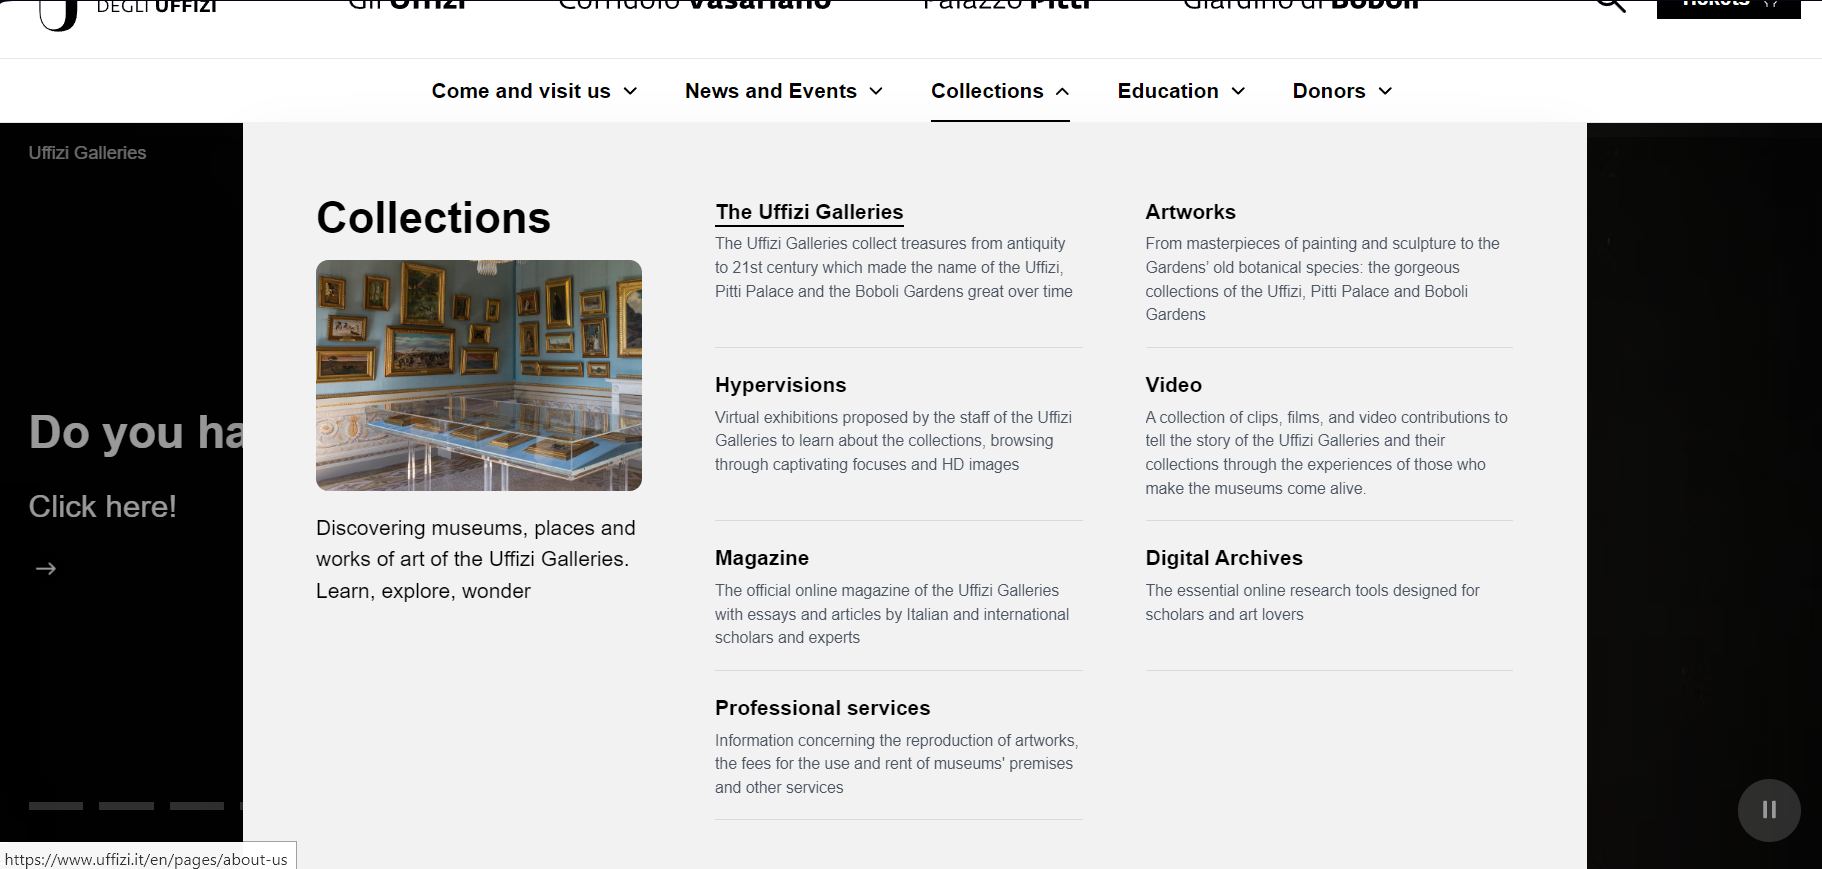 DEGLI UFFIZI
Gli Uffizi
Corridoio Vasariano
Palazzo Pitti
Giardino di Boboli
Tickets
Come and visit us
News and Events
Collections
Education
Donors
Uffizi Galleries
Do you ha
Click here!
Collections
Discovering museums, places and
works of art of the Uffizi Galleries.
Learn, explore, wonder
The Uffizi Galleries
The Uffizi Galleries collect treasures from antiquity
to 21st century which made the name of the Uffizi,
Pitti Palace and the Boboli Gardens great over time
Artworks
From masterpieces of painting and sculpture to the
Gardens’ old botanical species: the gorgeous
collections of the Uffizi, Pitti Palace and Boboli
Gardens
Hypervisions
Virtual exhibitions proposed by the staff of the Uffizi
Galleries to learn about the collections, browsing
through captivating focuses and HD images
Video
A collection of clips, films, and video contributions to
tell the story of the Uffizi Galleries and their
collections through the experiences of those who
make the museums come alive.
Magazine
The official online magazine of the Uffizi Galleries
with essays and articles by Italian and international
scholars and experts
Digital Archives
The essential online research tools designed for
scholars and art lovers
Professional services
Information concerning the reproduction of artworks,
the fees for the use and rent of museums' premises
and other services
https://www.uffizi.it/en/pages/about-us